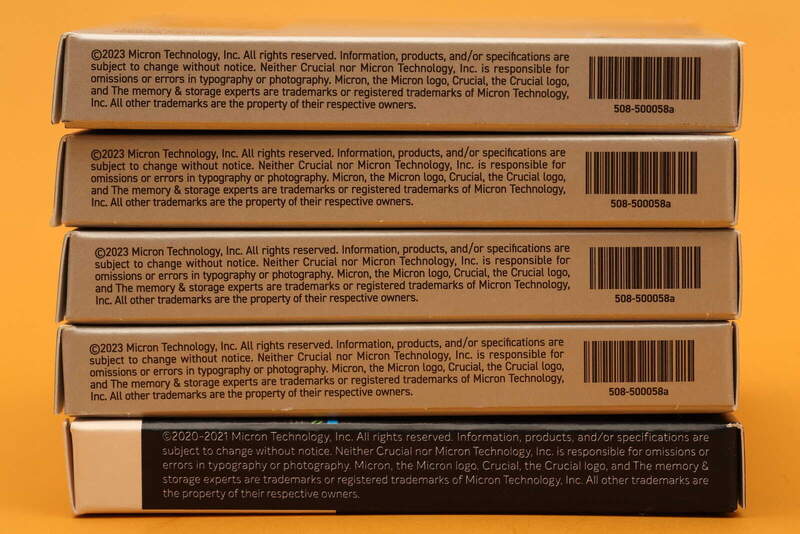 ©2023 Micron Technology, Inc. All rights reserved. Information, products, and/or specifications are
subject to change without notice. Neither Crucial nor Micron Technology, Inc. is responsible for
omissions or errors in typography or photography. Micron, the Micron logo, Crucial, the Crucial logo,
and The memory & storage experts are trademarks or registered trademarks of Micron Technology,
Inc. All other trademarks are the property of their respective owners.
508-500058a
©2023 Micron Technology, Inc. All rights reserved. Information, products, and/or specifications are
subject to change without notice. Neither Crucial nor Micron Technology, Inc. is responsible for
omissions or errors in typography or photography. Micron, the Micron logo, Crucial, the Crucial logo,
and The memory & storage experts are trademarks or registered trademarks of Micron Technology,
Inc. All other trademarks are the property of their respective owners.
508-500058a
©2023 Micron Technology, Inc. All rights reserved. Information, products, and/or specifications are
subject to change without notice. Neither Crucial nor Micron Technology, Inc. is responsible for
omissions or errors in typography or photography. Micron, the Micron logo, Crucial, the Crucial logo,
and The memory & storage experts are trademarks or registered trademarks of Micron Technology,
Inc. All other trademarks are the property of their respective owners.
508-500058a
©2023 Micron Technology, Inc. All rights reserved. Information, products, and/or specifications are
subject to change without notice. Neither Crucial nor Micron Technology, Inc. is responsible for
omissions or errors in typography or photography. Micron, the Micron logo, Crucial, the Crucial logo,
and The memory & storage experts are trademarks or registered trademarks of Micron Technology,
Inc. All other trademarks are the property of their respective owners.
508-500058a
©2020-2021 Micron Technology, Inc. All rights reserved. Information, products, and/or specifications are
subject to change without notice. Neither Crucial nor Micron Technology, Inc. is responsible for omissions or
errors in typography or photography. Micron, the Micron logo, Crucial, the Crucial logo, and The memory &
storage experts are trademarks or registered trademarks of Micron Technology, Inc. All other trademarks are
the property of their respective owners.